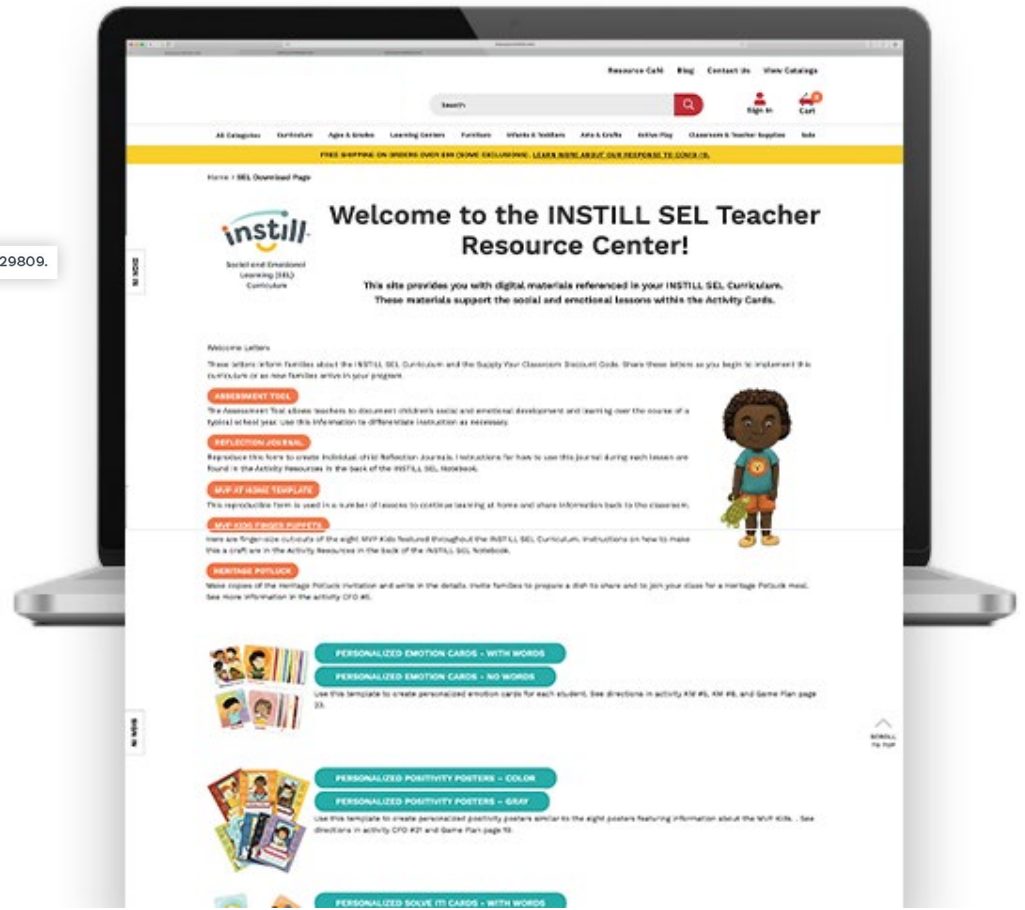 Resource Café Blog Contact Us View Catalogs
Search
Sign In
Cart
All Categories Curriculum Ages & Grades Learning Centers Furniture Infants & Toddlers Arts & Crafts Active Play Classroom & Teacher Supplies Sale
FREE SHIPPING ON ORDERS OVER (SOME EXCLUSIONS). LEARN MORE ABOUT OUR RESPONSE TO COVID-19.
Home > SEL Download Page
instill
Social and Emotional
Learning (SEL)
Curriculum
Welcome to the INSTILL SEL Teacher
Resource Center!
29809.
SIGN IN
This site provides you with digital materials referenced in your INSTILL SEL Curriculum.
These materials support the social and emotional lessons within the Activity Cards.
Welcome Letters
These letters inform families about the INSTILL SEL Curriculum and the Supply Your Classroom Discount Code. Share these letters as you begin to implement this
curriculum or as new families arrive in your program.
ASSESSMENT TOOL
The Assessment Tool allows teachers to document children's social and emotional development and learning over the course of a
typical school year. Use this information to differentiate instruction as necessary.
REFLECTION JOURNAL
Reproduce this form to create individual child Reflection Journals. Instructions for how to use this journal during each lesson are
found in the Activity Resources in the back of the INSTILL SEL Notebook.
MVP AT HOME TEMPLATE
This reproducible form is used in a number of lessons to continue learning at home and share information back to the classroom.
MVP KIDS FINGER PUPPETS
Here are finger-size cutouts of the eight MVP Kids featured throughout the INSTILL SEL Curriculum. Instructions on how to make
this a craft are in the Activity Resources in the back of the INSTILL SEL Notebook.
HERITAGE POTLUCK
Make copies of the Heritage Potluck invitation and write in the details. Invite families to prepare a dish to share and to join your class for a Heritage Potluck meal.
See more information in the activity CFO #5.
PERSONALIZED EMOTION CARDS - WITH WORDS
PERSONALIZED EMOTION CARDS - NO WORDS
Use this template to create personalized emotion cards for each student. See directions in activity KM #5, KM #6, and Game Plan page
23.
SIGN IN
SCROLL
TO TOP
PERSONALIZED POSITIVITY POSTERS - COLOR
PERSONALIZED POSITIVITY POSTERS - GRAY
Use this template to create personalized positivity posters similar to the eight posters featuring information about the MVP Kids. . See
directions in activity CFO #21 and Game Plan page 19.
PERSONALIZED SOLVE IT! CARDS - WITH WORDS